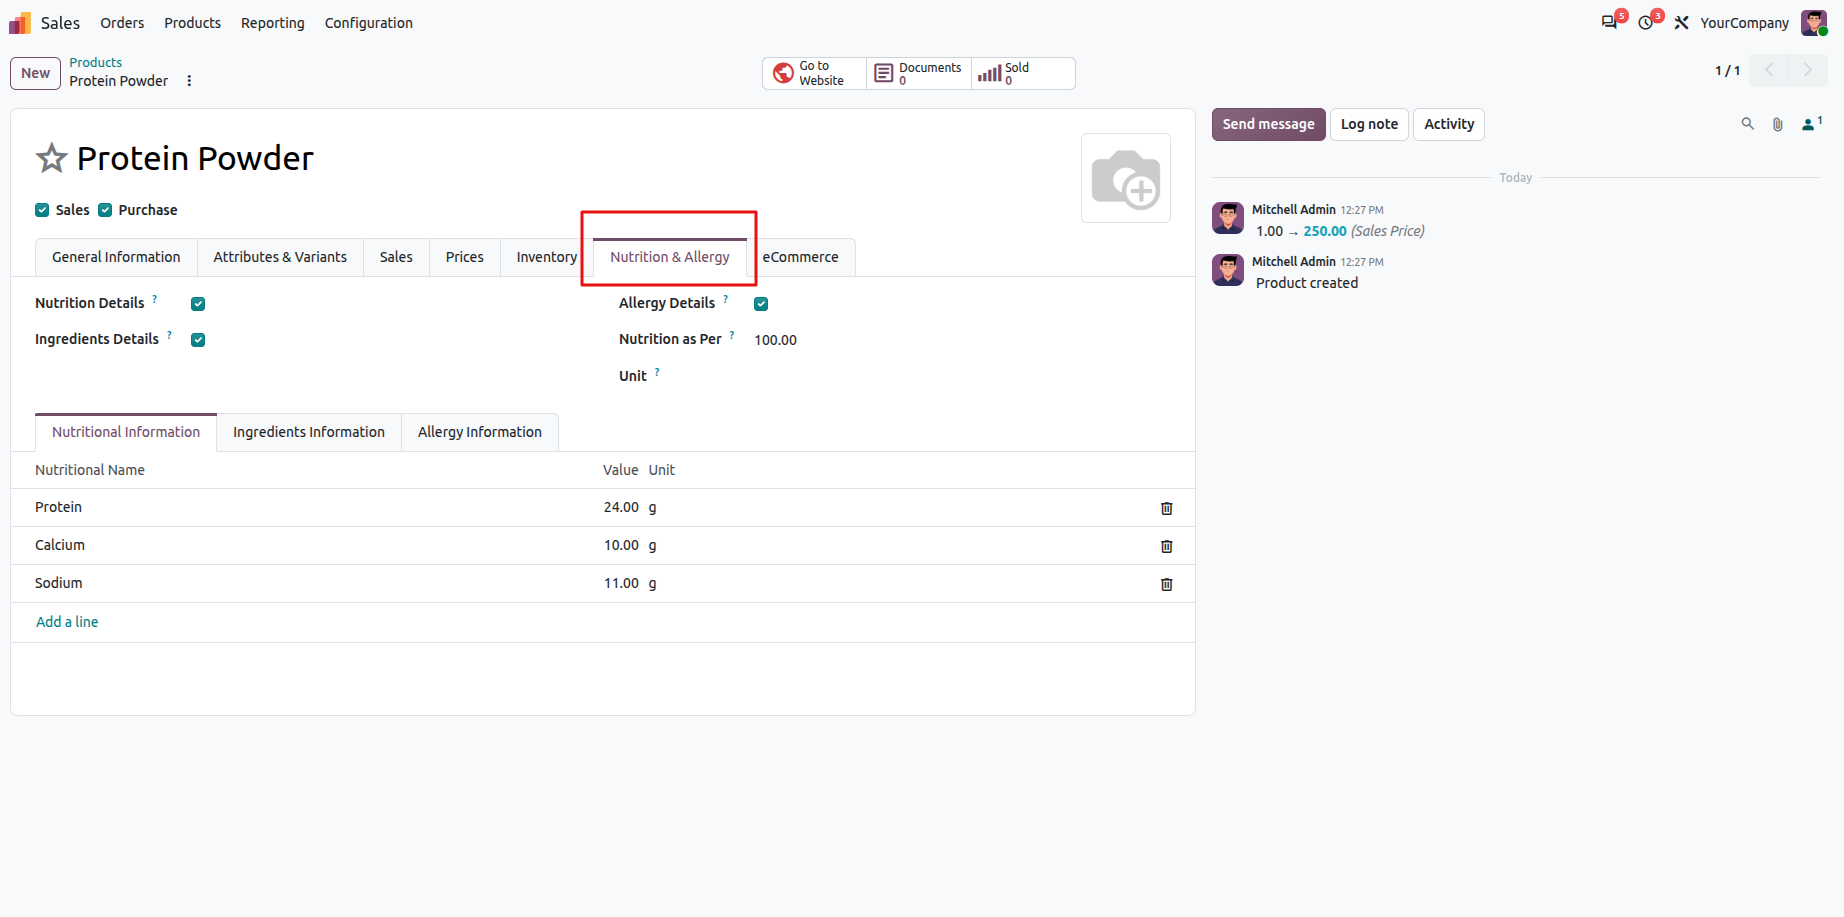 Sales Orders Products Reporting Configuration 5 3 YourCompany
New Products
Protein Powder
Go to Website
Documents 0
Sold 0
1 / 1
Protein Powder
Sales Purchase
General Information Attributes & Variants Sales Prices Inventory Nutrition & Allergy eCommerce
Nutrition Details ?
Allergy Details ?
Ingredients Details ?
Nutrition as Per ? 100.00
Unit ?
Nutritional Information Ingredients Information Allergy Information
Nutritional Name Value Unit
Protein 24.00 g
Calcium 10.00 g
Sodium 11.00 g
Add a line
Send message Log note Activity 1
Today
Mitchell Admin 12:27 PM
1.00 → 250.00 (Sales Price)
Mitchell Admin 12:27 PM
Product created